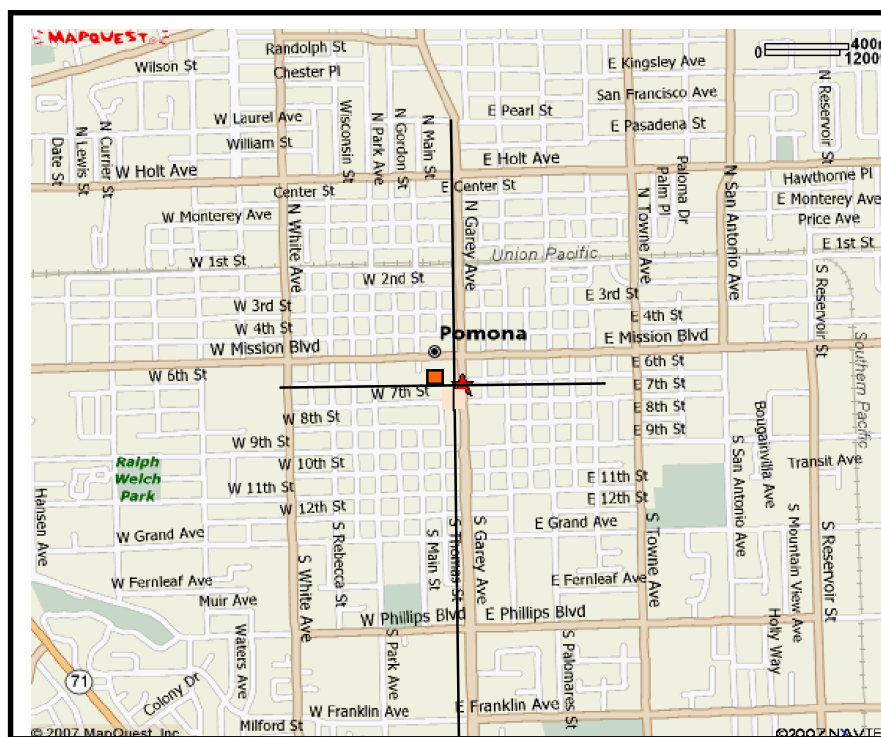 MAPQUEST
Randolph St
400m
0
1200ft
Wilson St
Chester Pl
E Kingsley Ave
San Francisco Ave
N Reservoir St
W Laurel Ave
Wisconsin St
N Park Ave
N Gordon St
N Main St
E Pearl St
E Pasadena St
Date St
N Lewis St
N Currier St
William St
W Holt Ave
E Holt Ave
Paloma Dr
Palm Pl
N San Antonio Ave
Hawthorne Pl
Center St
E Center St
E Monterey Ave
W Monterey Ave
N White Ave
N Garey Ave
N Towne Ave
Price Ave
E 1st St
Union Pacific
W 1st St
W 2nd St
S Reservoir St
E 3rd St
W 3rd St
E 4th St
W 4th St
Pomona
E Mission Blvd
W Mission Blvd
Southern Pacific
E 6th St
W 6th St
E 7th St
W 7th St
E 8th St
W 8th St
Bougainvilla Ave
E 9th St
W 9th St
S San Antonio Ave
Ralph
Welch
Park
W 10th St
Transit Ave
E 11th St
W 11th St
Hansen Ave
E 12th St
W 12th St
S Mountain View Ave
S Reservoir St
W Grand Ave
S Rebecca St
S Main St
S Thomas St
S Garey Ave
E Grand Ave
S Towne Ave
S White Ave
W Fernleaf Ave
E Fernleaf Ave
Muir Ave
W Phillips Blvd
E Phillips Blvd
Holly Way
Waters Ave
S Park Ave
S Palomares St
71
Colony Dr
W Franklin Ave
E Franklin Ave
Milford St
© 2007 MapQuest, Inc.
©2007 NAVTE